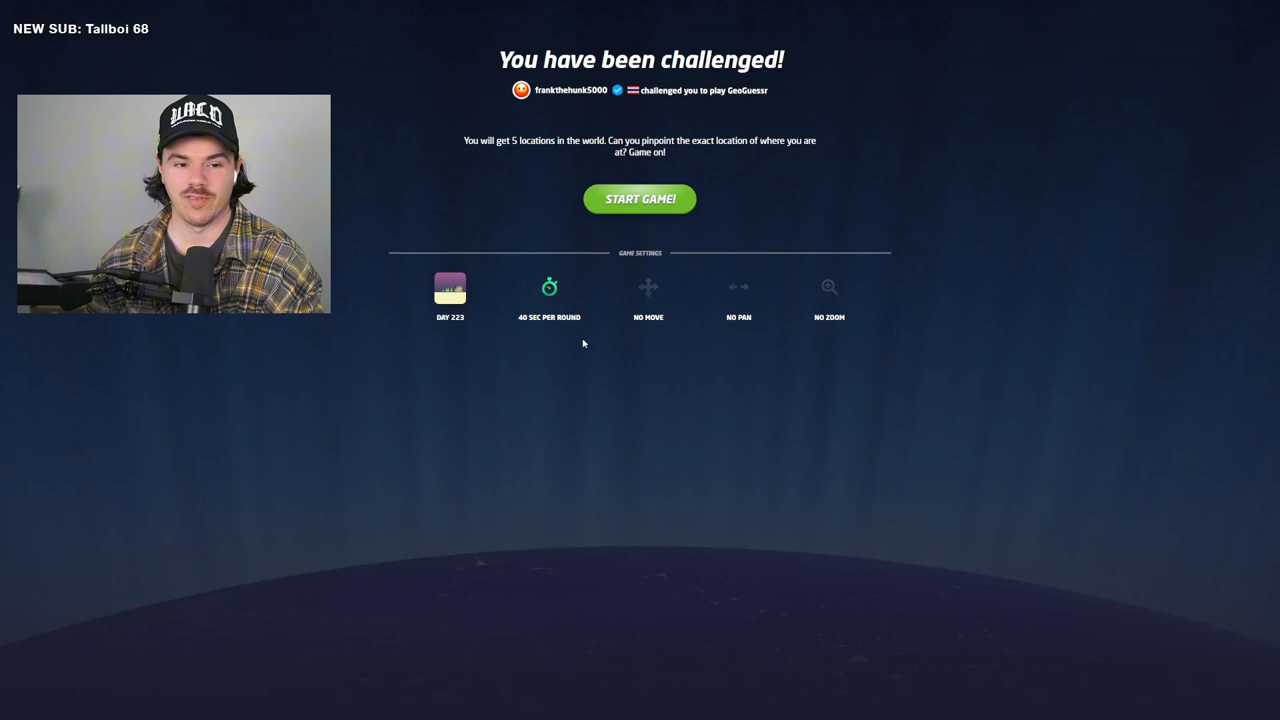 NEW SUB: Tallboi 68
You have been challenged!
frankthehunk5000 challenged you to play GeoGuessr
You will get 5 locations in the world. Can you pinpoint the exact location of where you are
at? Game on!
START GAME!
GAME SETTINGS
DAY 223
40 SEC PER ROUND
NO MOVE
NO PAN
NO ZOOM